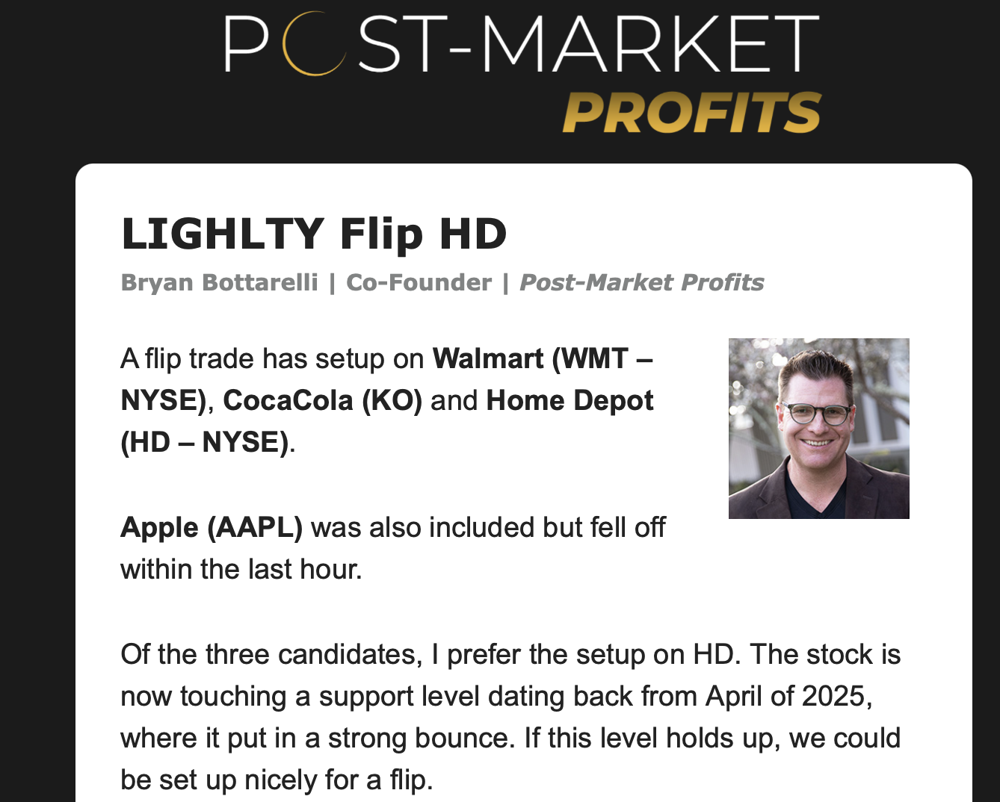 POST-MARKET
PROFITS
LIGHLTY Flip HD
Bryan Bottarelli | Co-Founder | Post-Market Profits
A flip trade has setup on Walmart (WMT –
NYSE), CocaCola (KO) and Home Depot
(HD – NYSE).
Apple (AAPL) was also included but fell off
within the last hour.
Of the three candidates, I prefer the setup on HD. The stock is
now touching a support level dating back from April of 2025,
where it put in a strong bounce. If this level holds up, we could
be set up nicely for a flip.